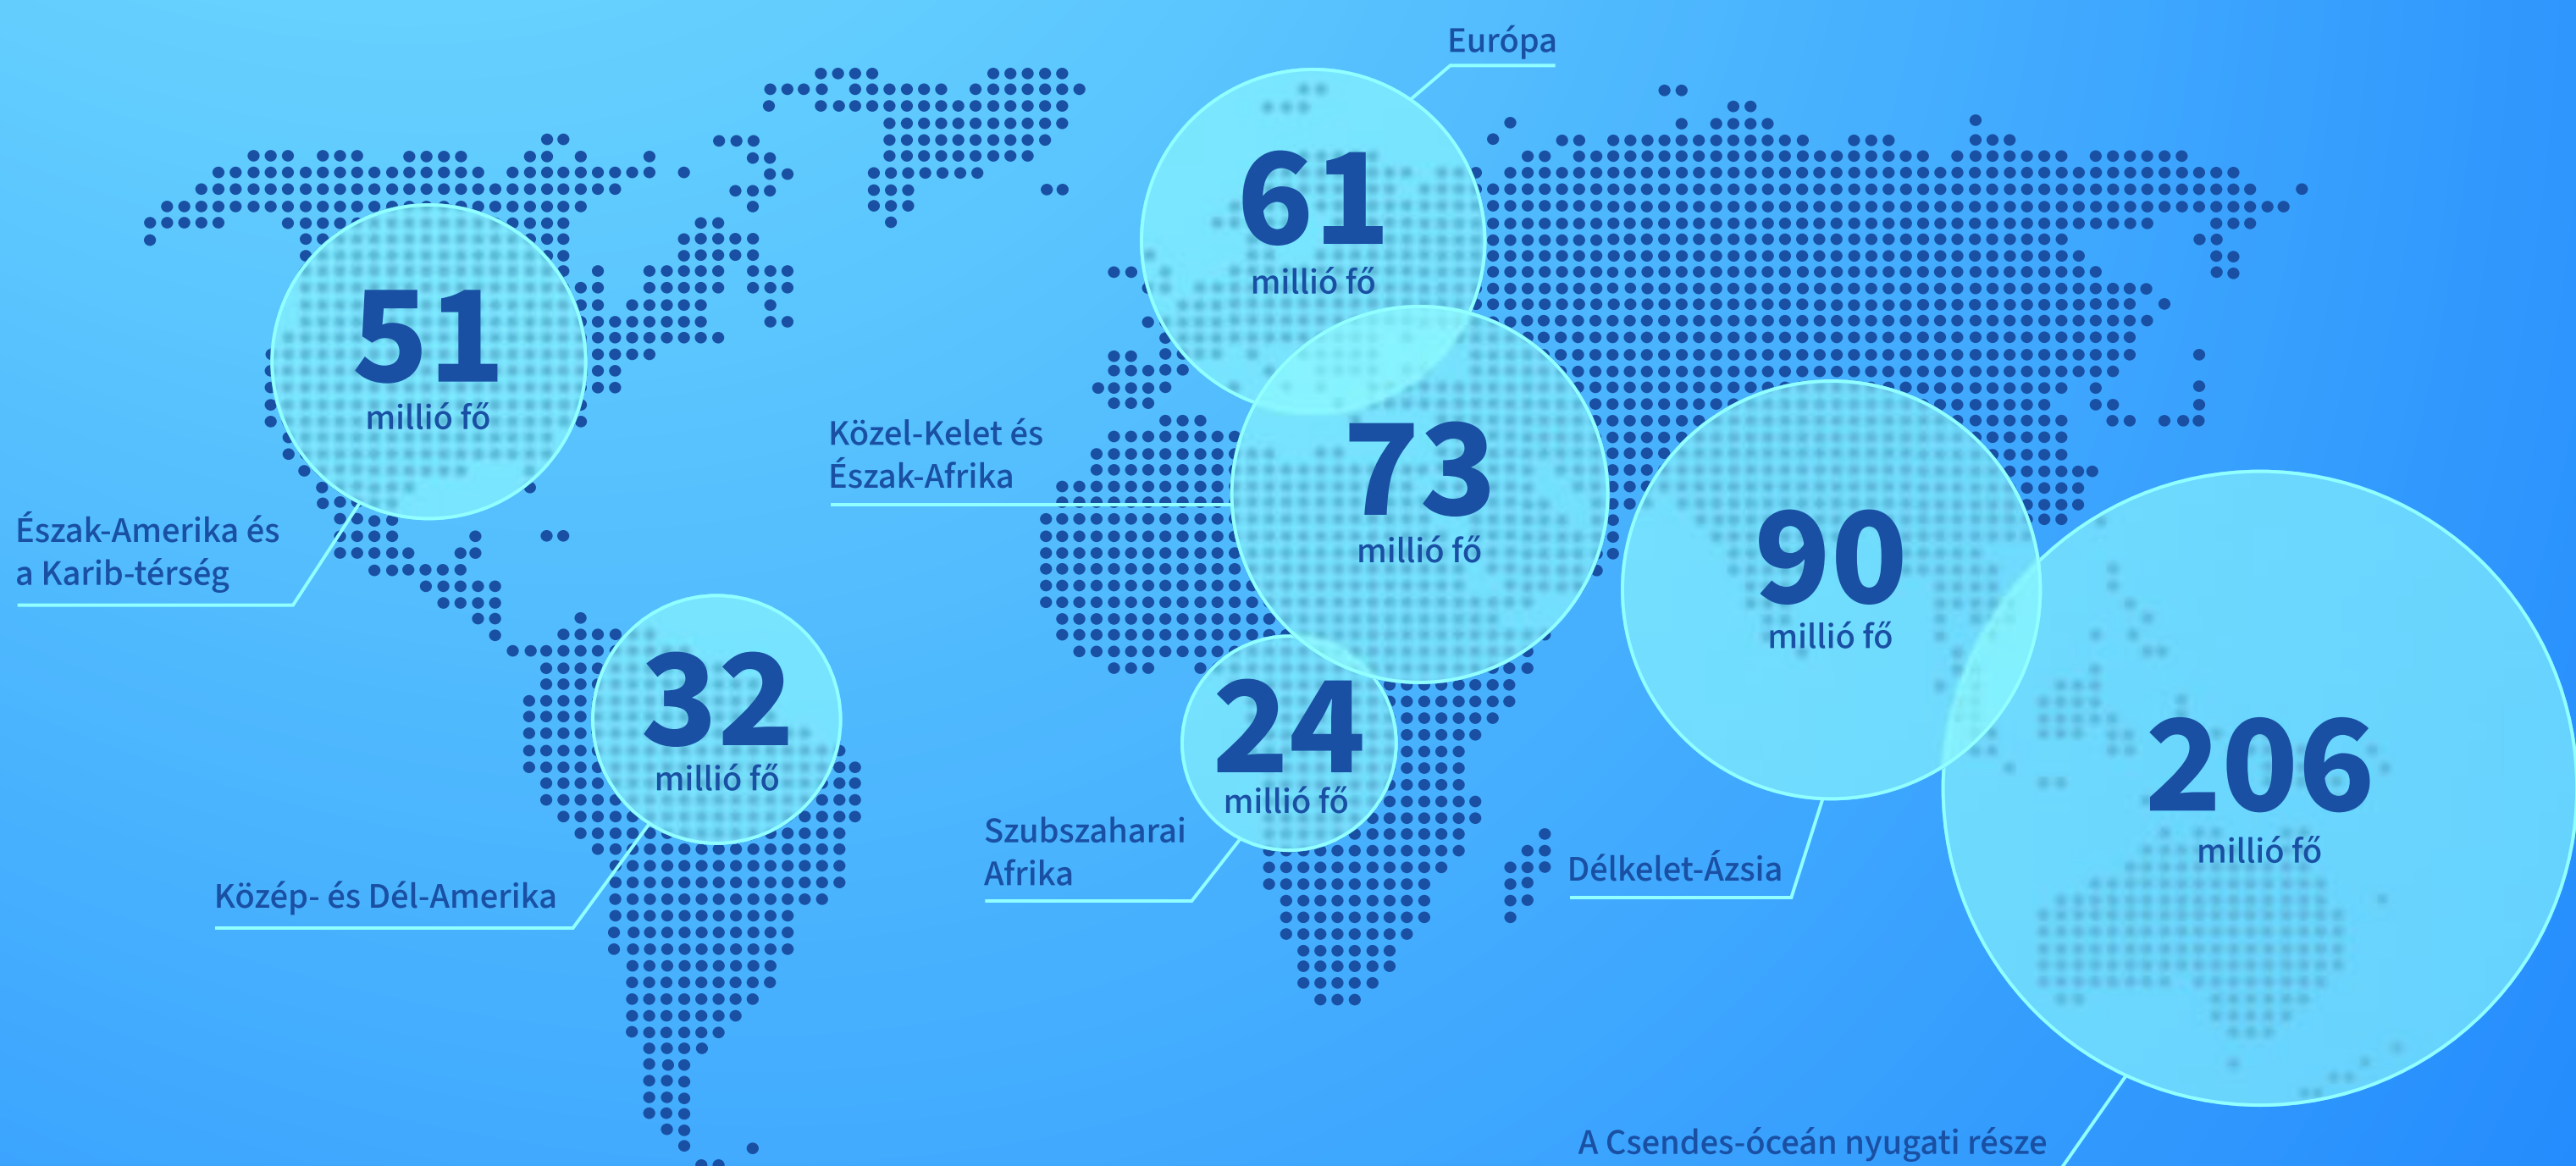 Európa
61
millió fő
51
millió fő
Közel-Kelet és
Észak-Afrika
73
millió fő
90
millió fő
Észak-Amerika és
a Karib-térség
32
millió fő
24
millió fő
206
millió fő
Szubszaharai
Afrika
Délkelet-Ázsia
Közép- és Dél-Amerika
A Csendes-óceán nyugati része